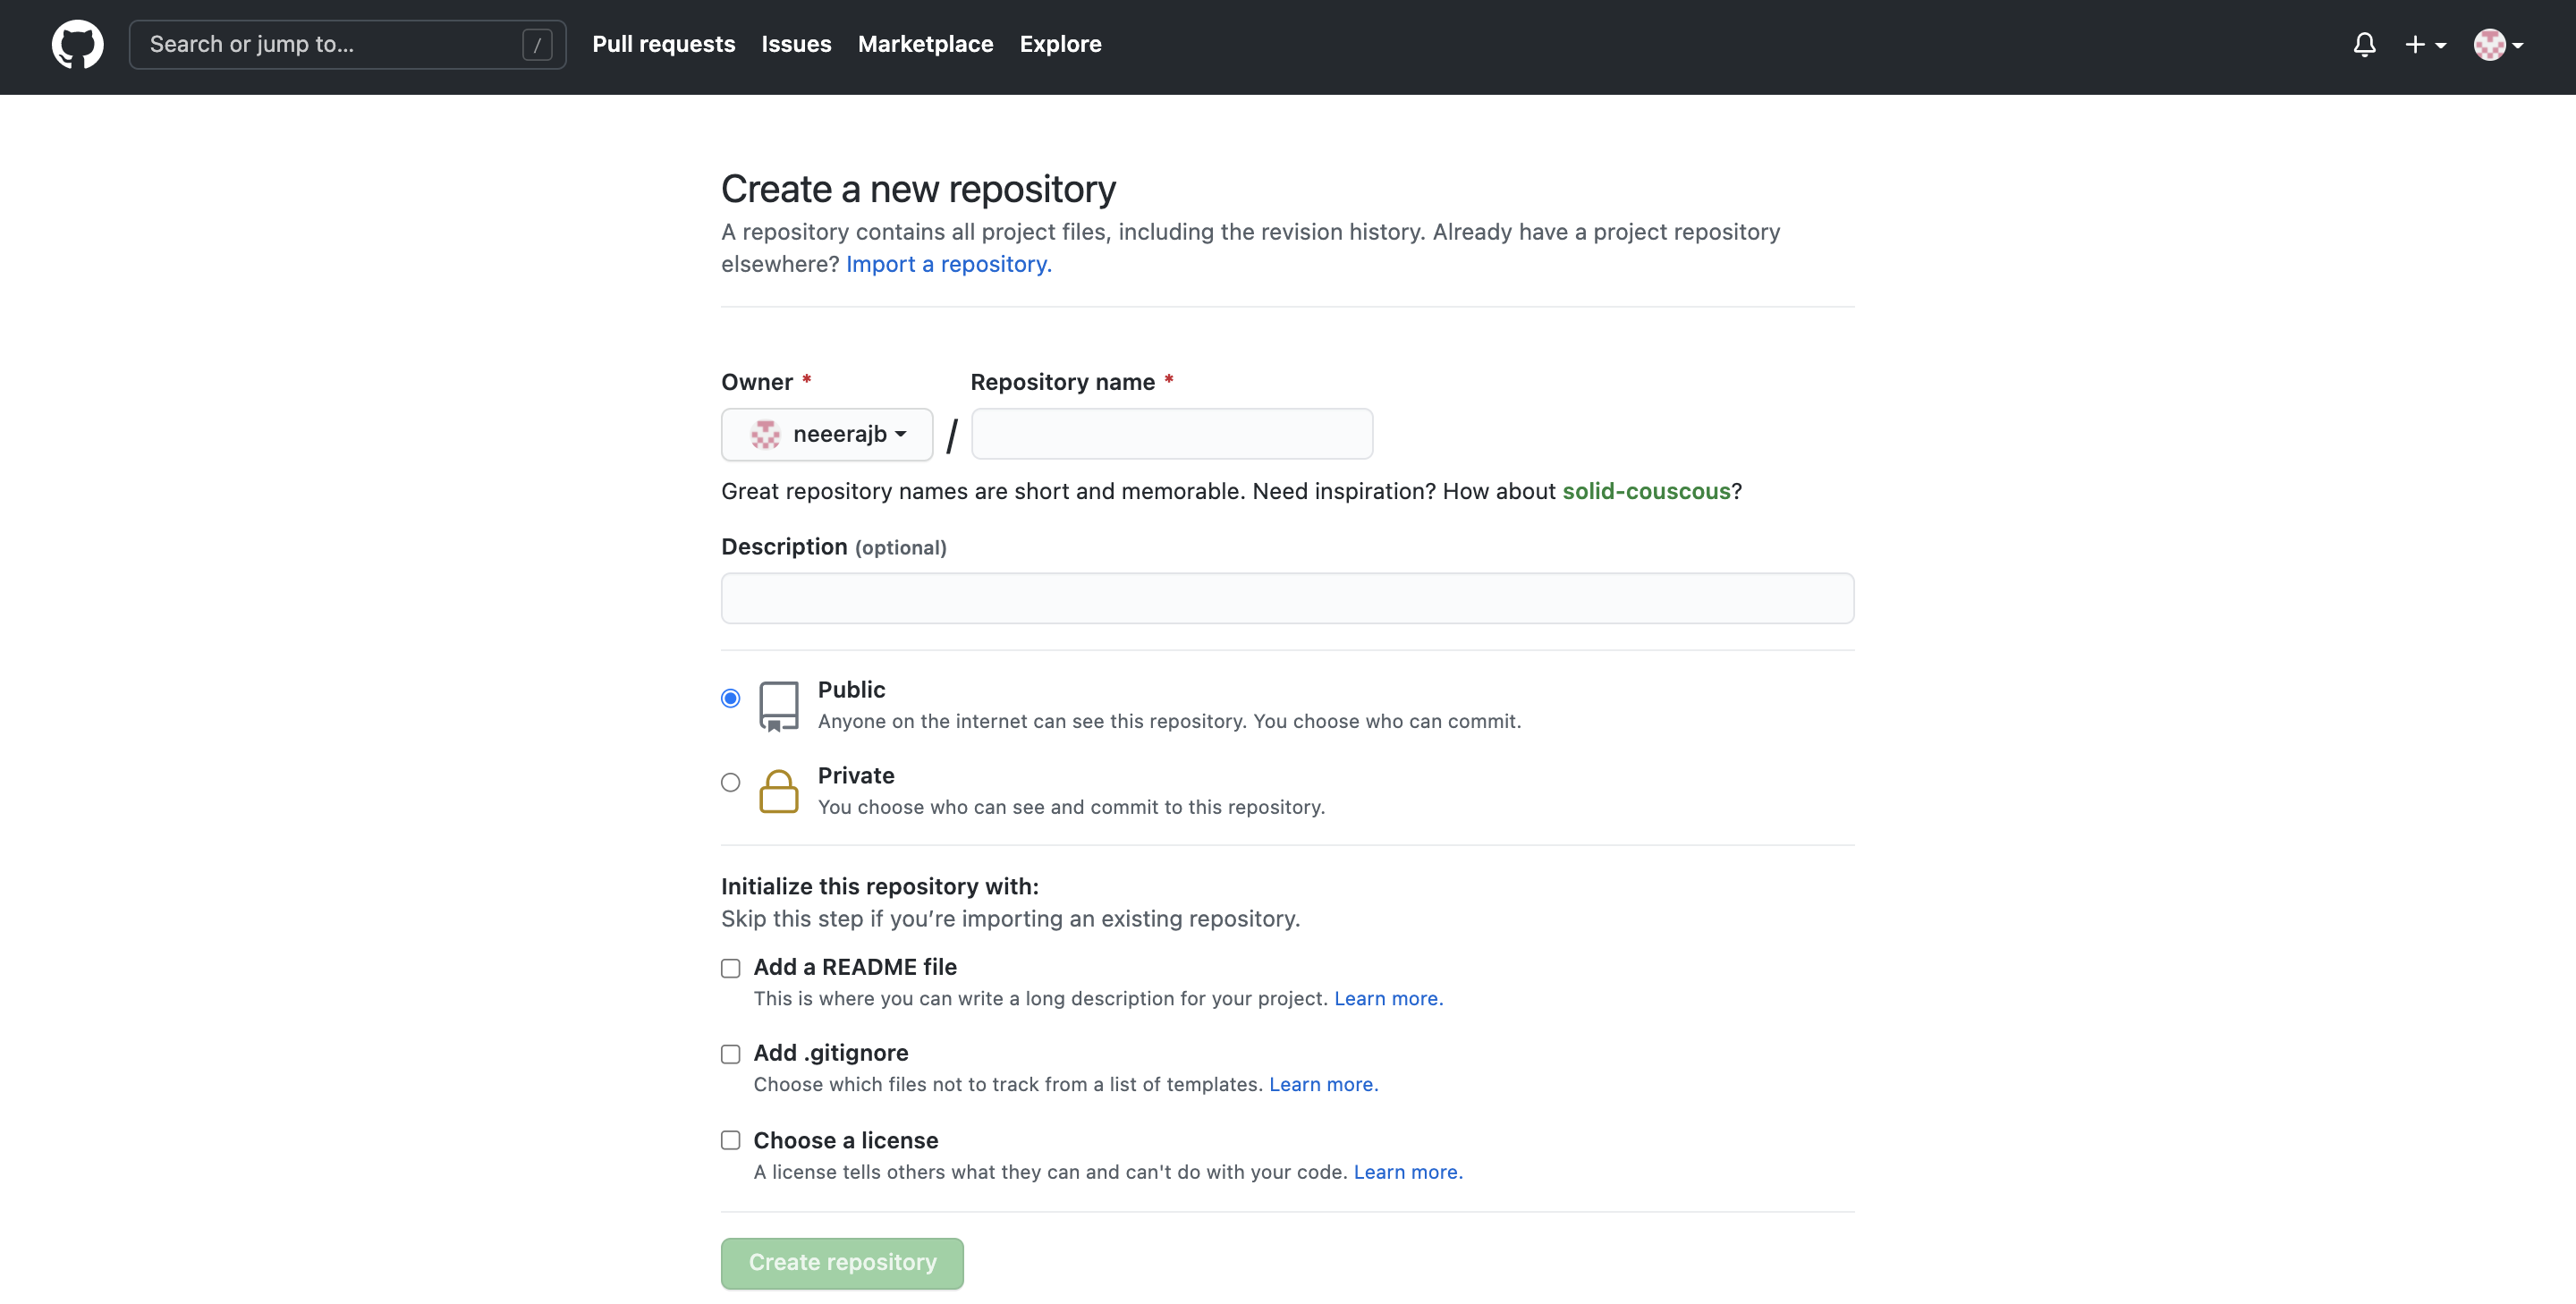 Search or jump to... /
Pull requests
Issues
Marketplace
Explore
Create a new repository
A repository contains all project files, including the revision history. Already have a project repository
elsewhere? Import a repository.
Owner * Repository name *
neeerajb /
Great repository names are short and memorable. Need inspiration? How about solid-couscous?
Description (optional)
Public
Anyone on the internet can see this repository. You choose who can commit.
Private
You choose who can see and commit to this repository.
Initialize this repository with:
Skip this step if you’re importing an existing repository.
Add a README file
This is where you can write a long description for your project. Learn more.
Add .gitignore
Choose which files not to track from a list of templates. Learn more.
Choose a license
A license tells others what they can and can't do with your code. Learn more.
Create repository